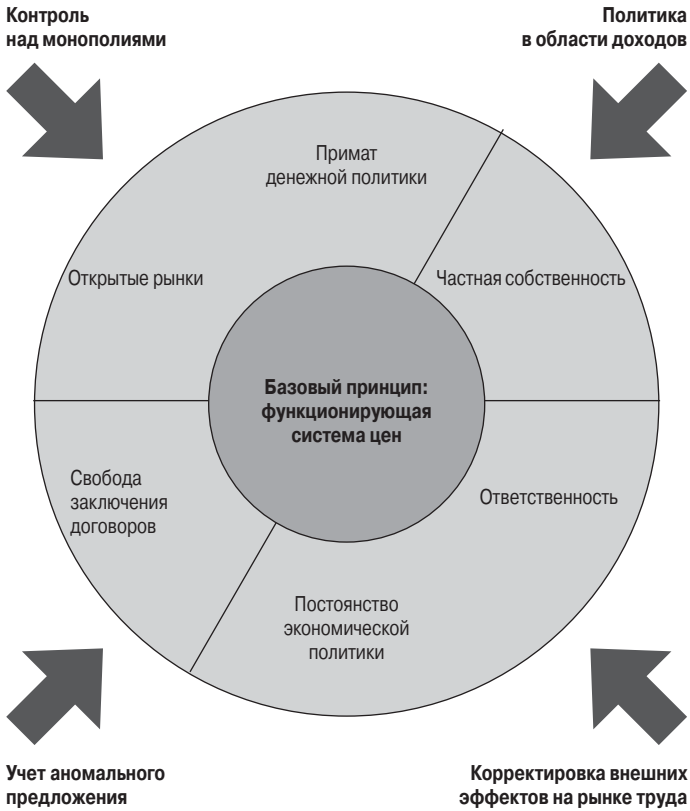 Контроль
над монополиями
Политика
в области доходов
Примат
денежной политики
Открытые рынки
Частная собственность
Базовый принцип:
функционирующая
система цен
Свобода
заключения
договоров
Ответственность
Постоянство
экономической
политики
Учет аномального
предложения
Корректировка внешних
эффектов на рынке труда